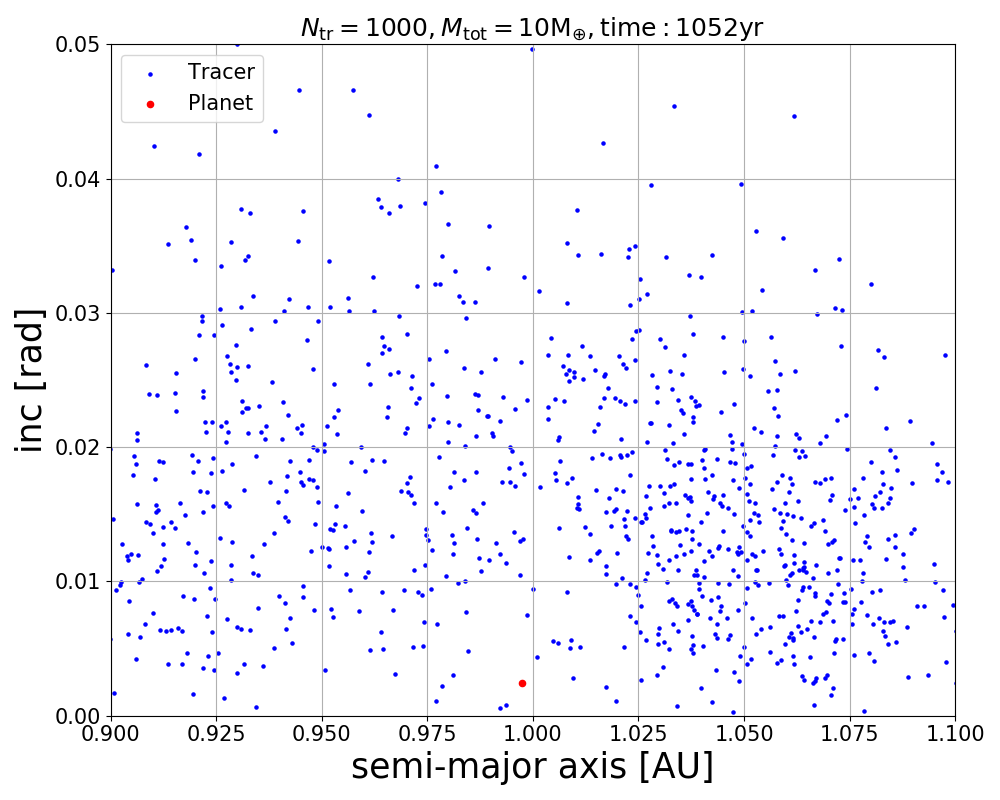 N_tr = 1000, M_tot = 10M_⊕, time : 1052yr
Tracer
Planet
inc [rad]
0.05
0.04
0.03
0.02
0.01
0.00
0.900 0.925 0.950 0.975 1.000 1.025 1.050 1.075 1.100
semi-major axis [AU]